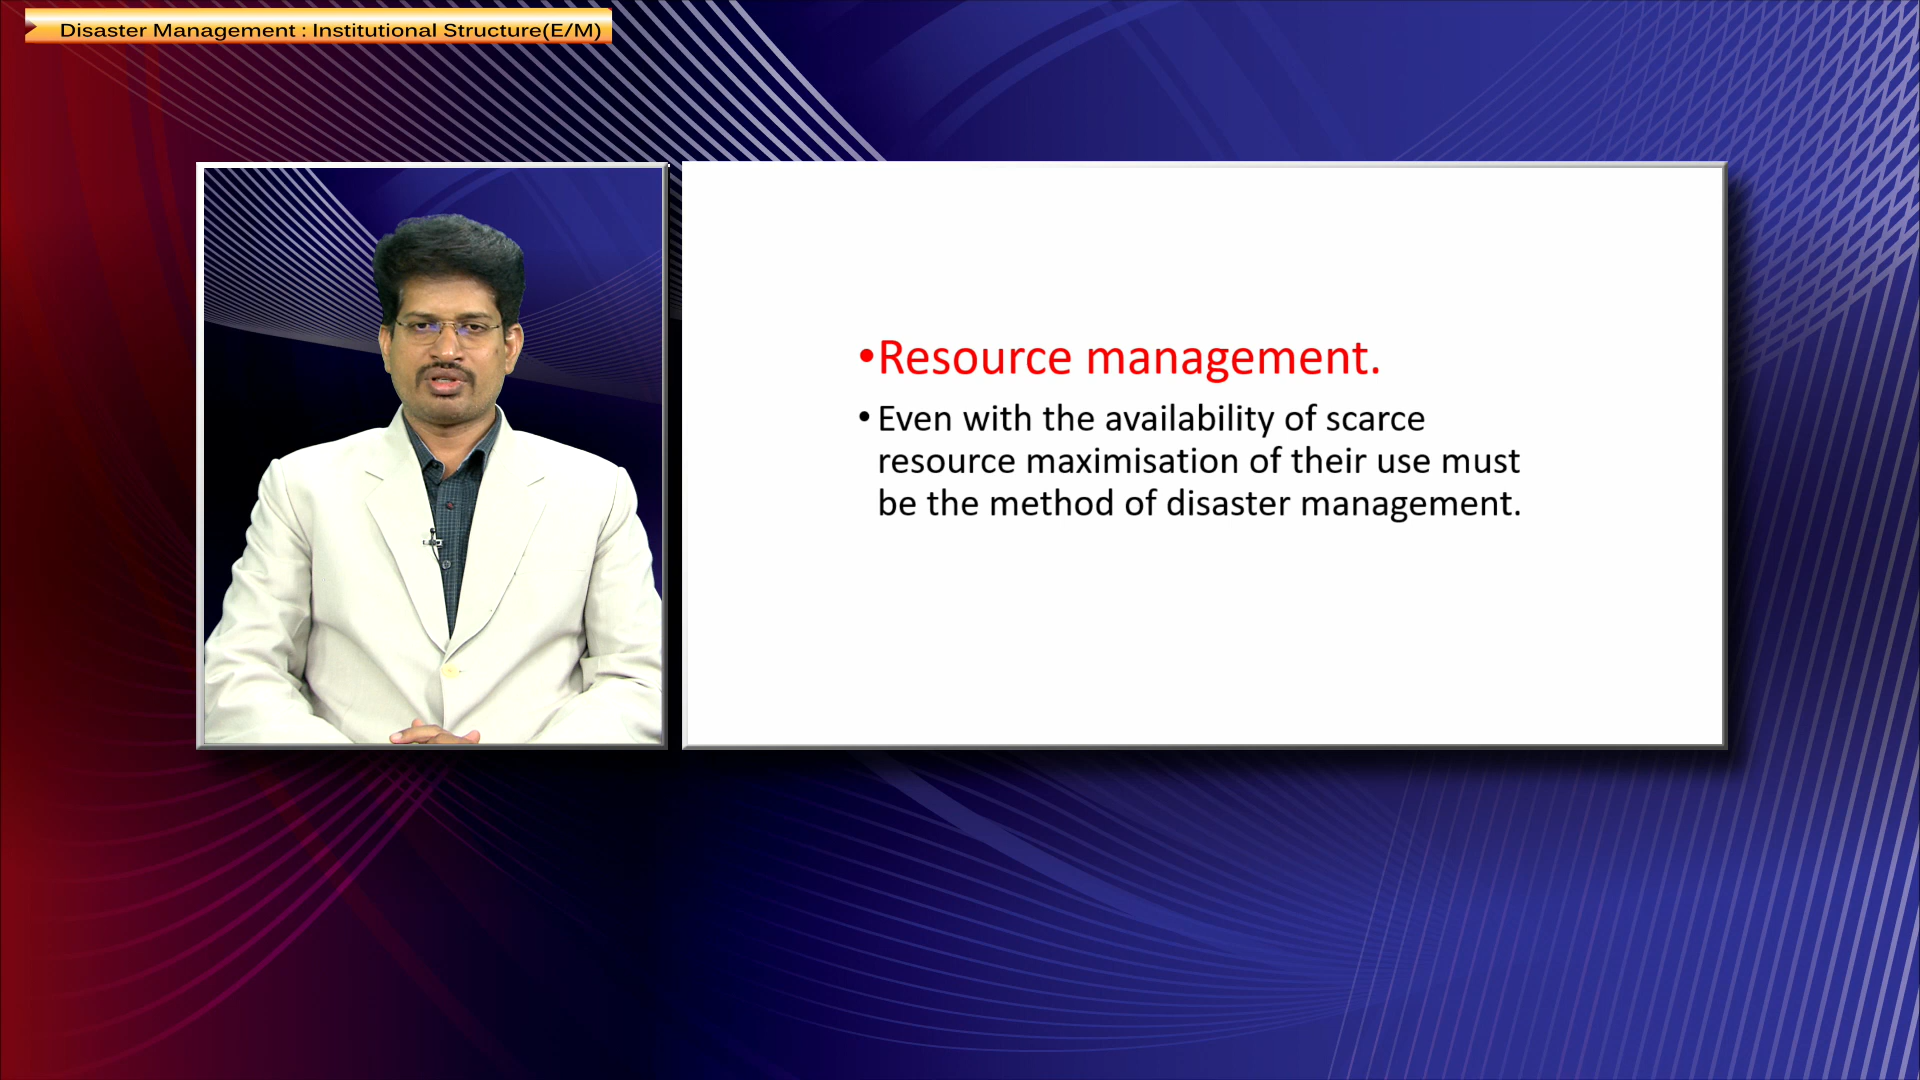 Disaster Management : Institutional Structure(E/M)
•Resource management.
• Even with the availability of scarce
resource maximisation of their use must
be the method of disaster management.